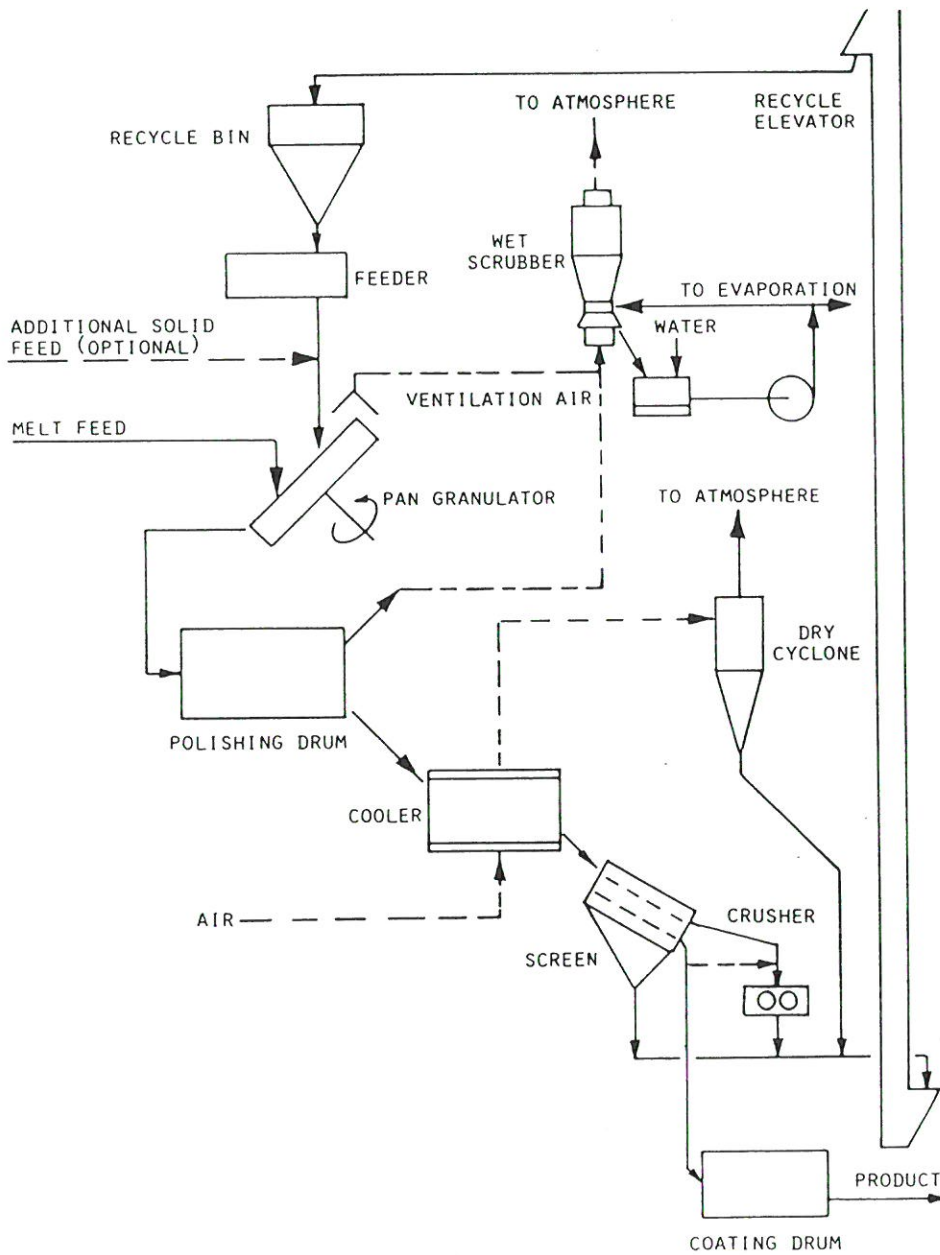 TO ATMOSPHERE
RECYCLE
ELEVATOR
RECYCLE BIN
WET
SCRUBBER
FEEDER
TO EVAPORATION
ADDITIONAL SOLID
FEED (OPTIONAL)
WATER
VENTILATION AIR
MELT FEED
PAN GRANULATOR
TO ATMOSPHERE
DRY
CYCLONE
POLISHING DRUM
COOLER
AIR
CRUSHER
SCREEN
PRODUCT
COATING DRUM